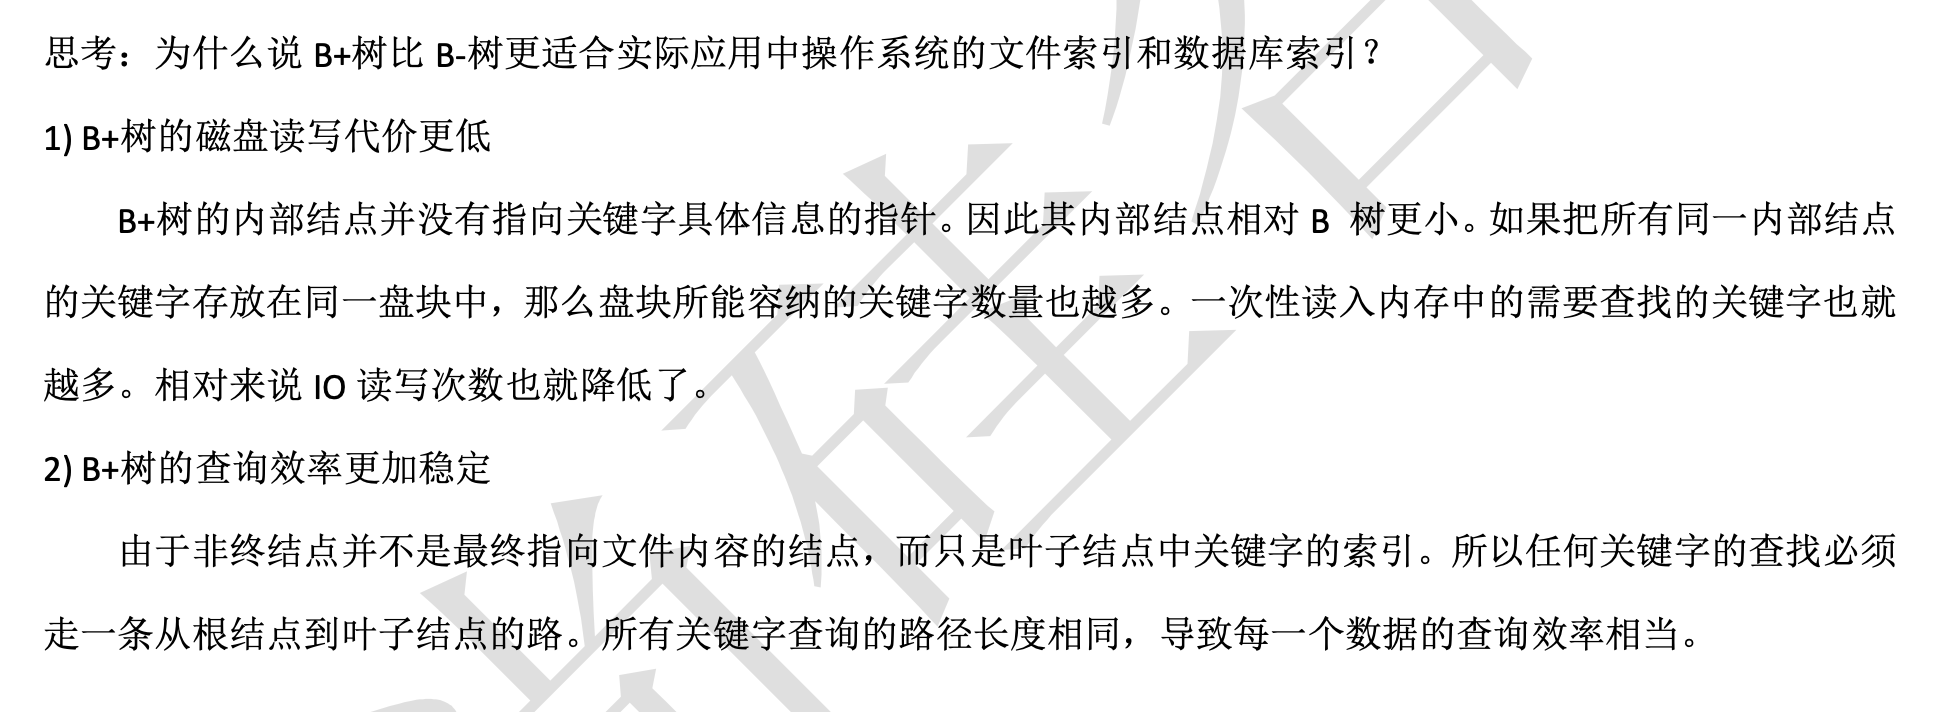 思考：为什么说 B+树比 B-树更适合实际应用中操作系统的文件索引和数据库索引？
1) B+树的磁盘读写代价更低
B+树的内部结点并没有指向关键字具体信息的指针。因此其内部结点相对 B 树更小。如果把所有同一内部结点
的关键字存放在同一盘块中，那么盘块所能容纳的关键字数量也越多。一次性读入内存中的需要查找的关键字也就
越多。相对来说 IO 读写次数也就降低了。
2) B+树的查询效率更加稳定
由于非终结点并不是最终指向文件内容的结点，而只是叶子结点中关键字的索引。所以任何关键字的查找必须
走一条从根结点到叶子结点的路。所有关键字查询的路径长度相同，导致每一个数据的查询效率相当。